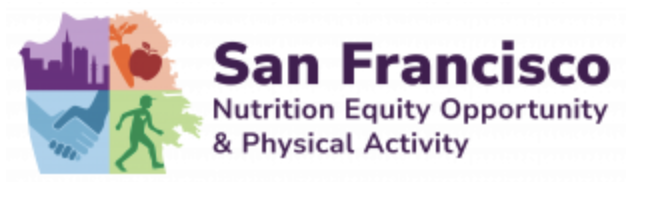 San Francisco
Nutrition Equity Opportunity
& Physical Activity